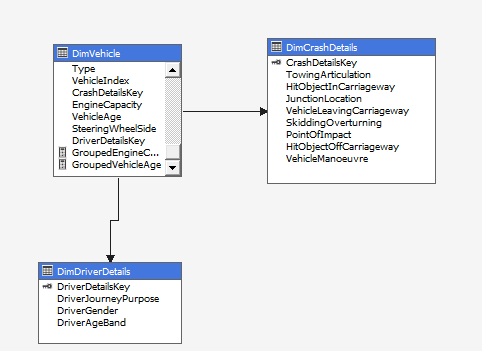 DimVehicle
Type
VehicleIndex
CrashDetailsKey
EngineCapacity
VehicleAge
SteeringWheelSide
DriverDetailsKey
GroupedEngineC...
GroupedVehicleAge
DimCrashDetails
CrashDetailsKey
TowingArticulation
HitObjectInCarriageway
JunctionLocation
VehicleLeavingCarriageway
SkiddingOverturning
PointOfImpact
HitObjectOffCarriageway
VehicleManoeuvre
DimDriverDetails
DriverDetailsKey
DriverJourneyPurpose
DriverGender
DriverAgeBand